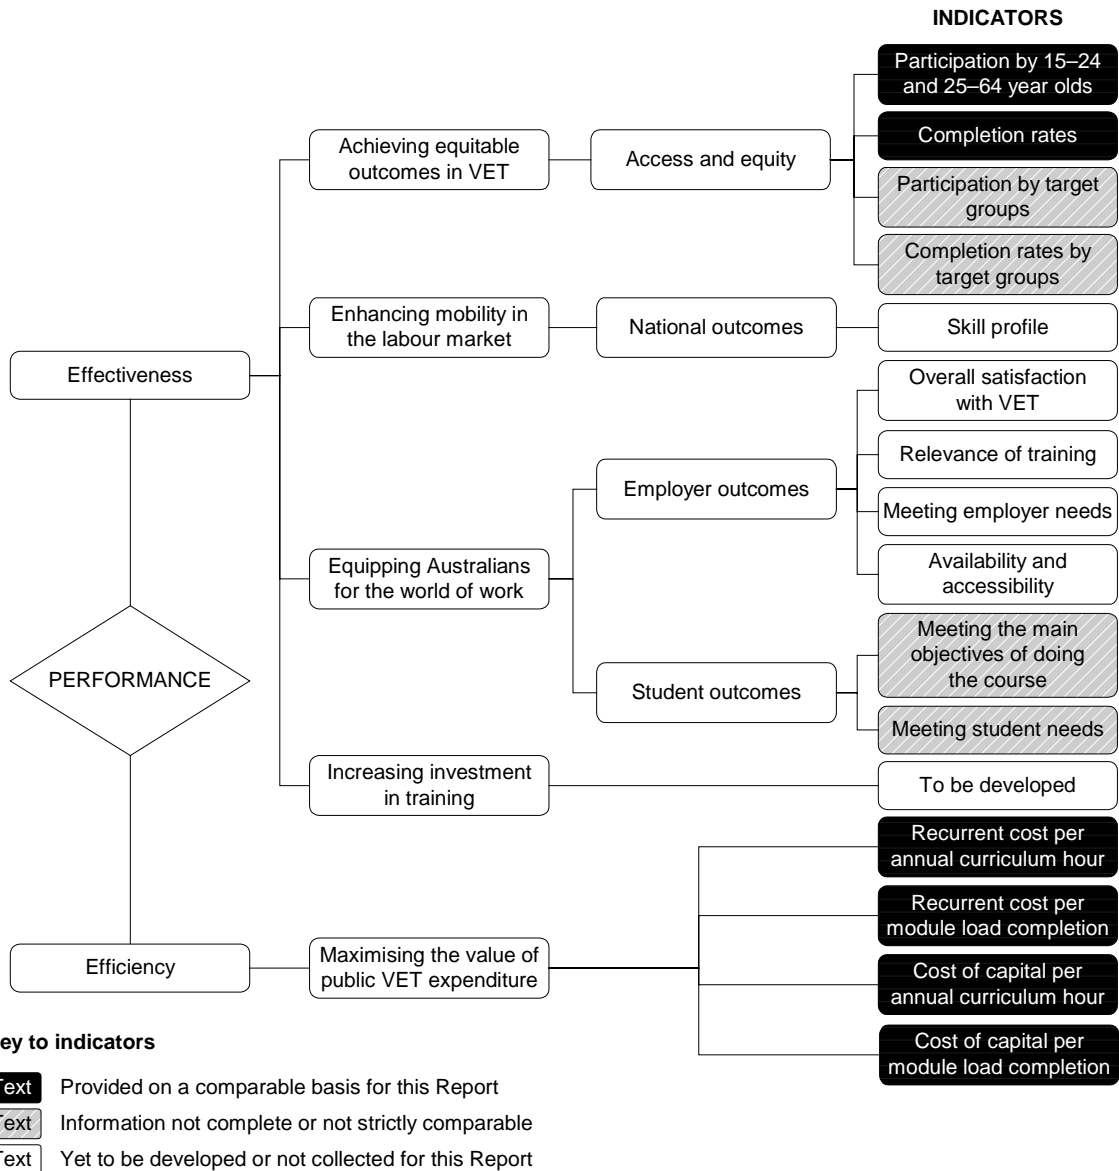 INDICATORS
Participation by 15–24
and 25–64 year olds
Achieving equitable
outcomes in VET
Access and equity
Completion rates
Participation by target
groups
Completion rates by
target groups
Enhancing mobility in
the labour market
National outcomes
Skill profile
Effectiveness
Overall satisfaction
with VET
Relevance of training
Employer outcomes
Meeting employer needs
Equipping Australians
for the world of work
Availability and
accessibility
Meeting the main
objectives of doing
the course
PERFORMANCE
Student outcomes
Meeting student needs
Increasing investment
in training
To be developed
Recurrent cost per
annual curriculum hour
Recurrent cost per
module load completion
Efficiency
Maximising the value of
public VET expenditure
Cost of capital per
annual curriculum hour
Cost of capital per
module load completion
ey to indicators
Text Provided on a comparable basis for this Report
Text Information not complete or not strictly comparable
Text Yet to be developed or not collected for this Report